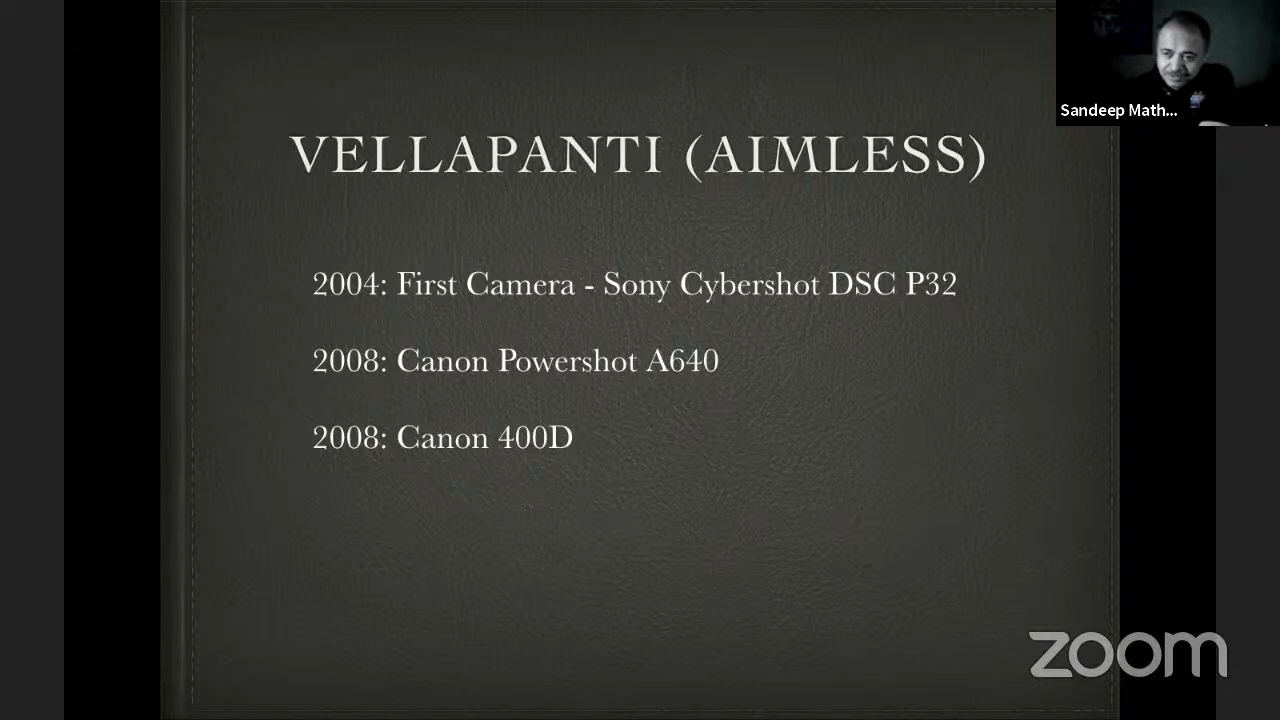 Sandeep Math...
VELLAPANTI (AIMLESS)
2004: First Camera - Sony Cybershot DSC P32
2008: Canon Powershot A640
2008: Canon 400D
zoom